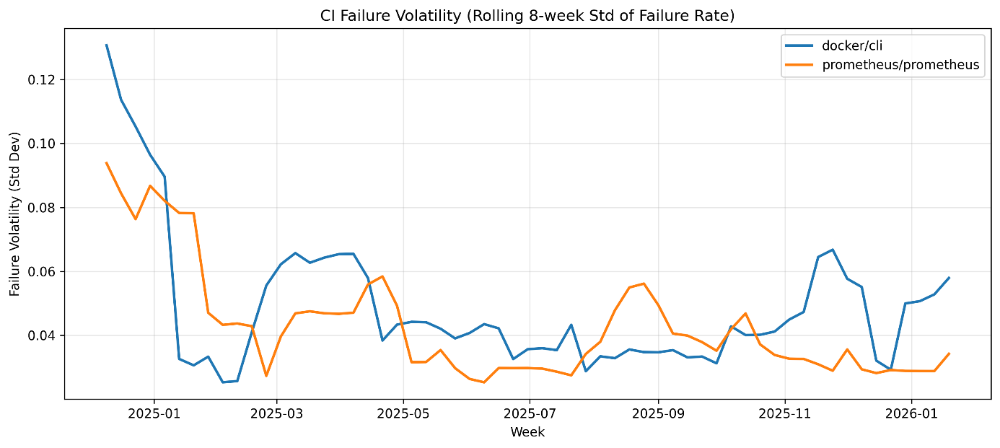 CI Failure Volatility (Rolling 8-week Std of Failure Rate)
docker/cli
prometheus/prometheus
Failure Volatility (Std Dev)
0.12
0.10
0.08
0.06
0.04
2025-01
2025-03
2025-05
2025-07
2025-09
2025-11
2026-01
Week